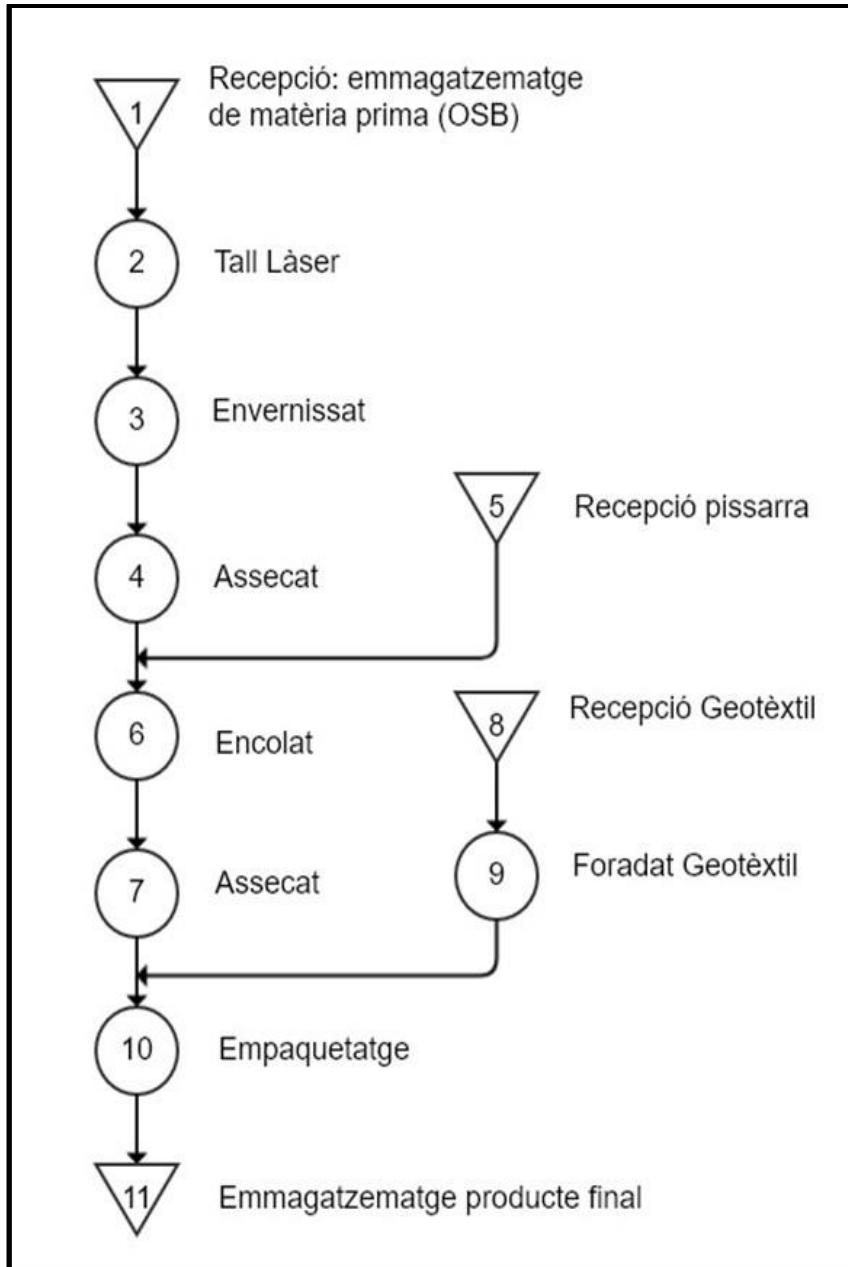 1
Recepció: emmagatzematge
de matèria prima (OSB)
2
Tall Làser
3
Envernissat
4
Assecat
5
Recepció pissarra
6
Encolat
7
Assecat
8
Recepció Geotèxtil
9
Foradat Geotèxtil
10
Empaquetatge
11
Emmagatzematge producte final